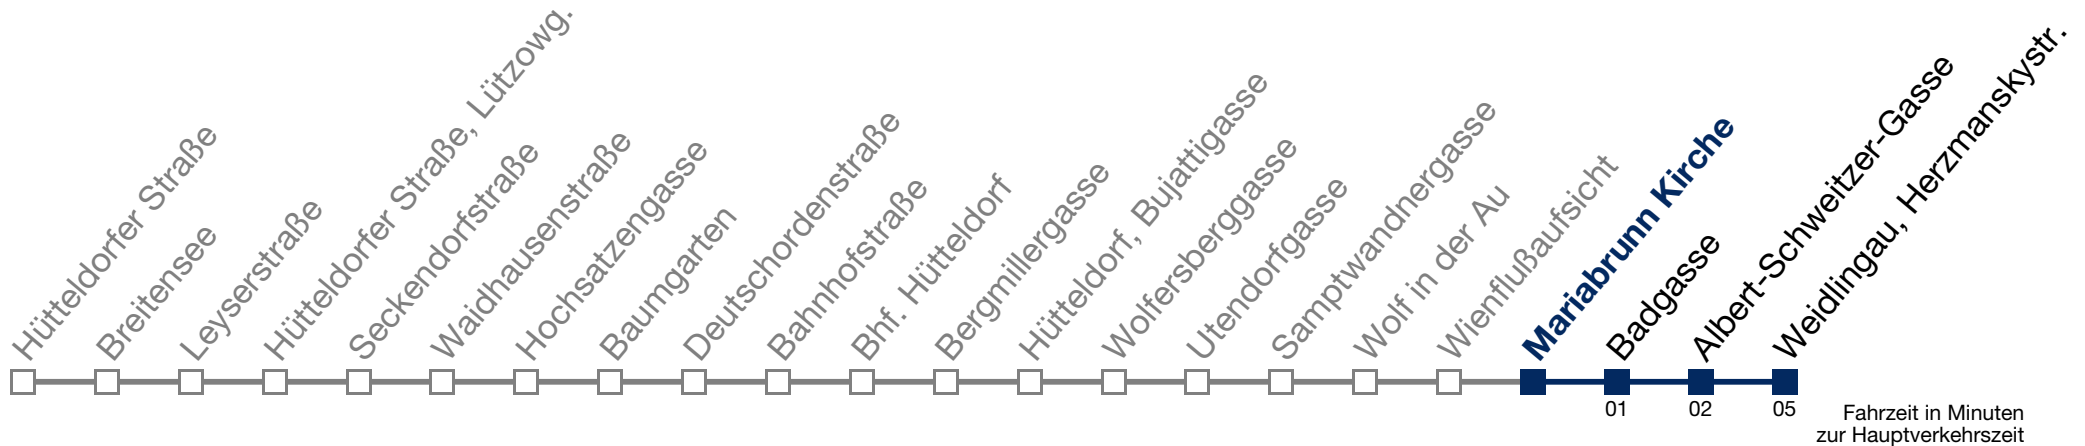 Hütteldorfer Straße
Breitensee
Leyserstraße
Hütteldorfer Straße, Lützowg.
Seckendorfstraße
Waidhausenstraße
Hochsatzengasse
Baumgarten
Deutschordenstraße
Bahnhofstraße
Bhf. Hütteldorf
Bergmillergasse
Hütteldorf, Bujattigasse
Wolfersberggasse
Utendorfgasse
Samptwandnergasse
Wolf in der Au
Wienflußaufsicht
Mariabrunn Kirche
Badgasse
Albert-Schweitzer-Gasse
Weidlingau, Herzmanskystr.
01
02
05
Fahrzeit in Minuten
zur Hauptverkehrszeit